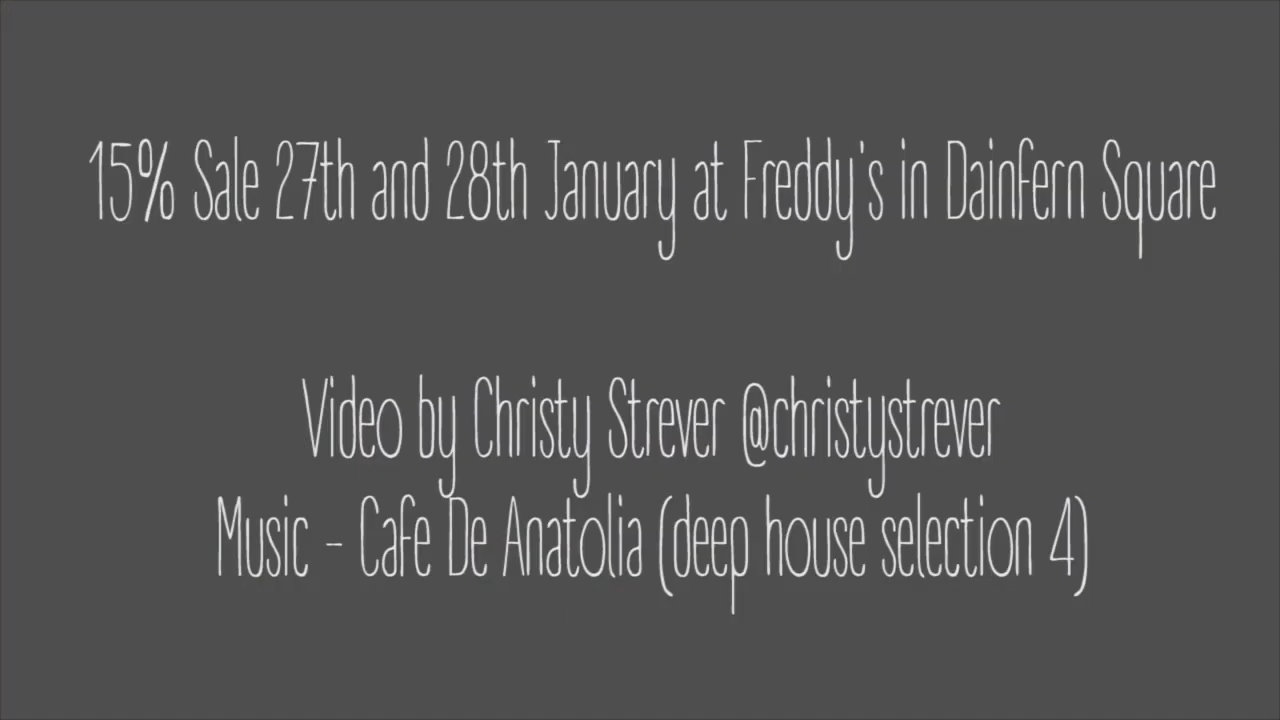 15% Sale 27th and 28th January at Freddy's in Dainfern Square
Video by Christy Strever @christystrever
Music - Cafe De Anatolia (deep house selection 4)